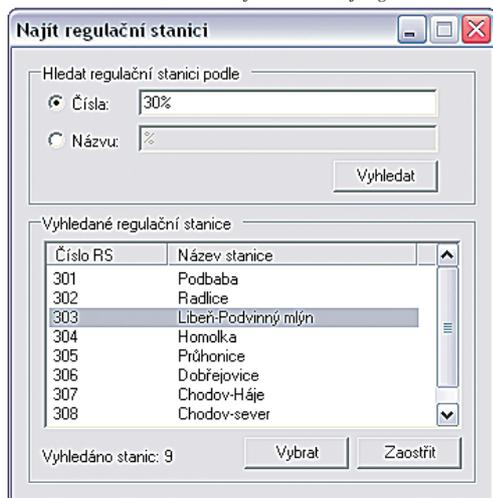 Najít regulační stanici
Hledat regulační stanici podle
Čísla: 30%
Názvu: %
Vyhledat
Vyhledané regulační stanice
Číslo RS Název stanice
301 Podbaba
302 Radlice
303 Libeň-Podvinný mlýn
304 Homolka
305 Průhonice
306 Dobřejovice
307 Chodov-Háje
308 Chodov-sever
Vyhledáno stanic: 9 Vybrat Zaostřit